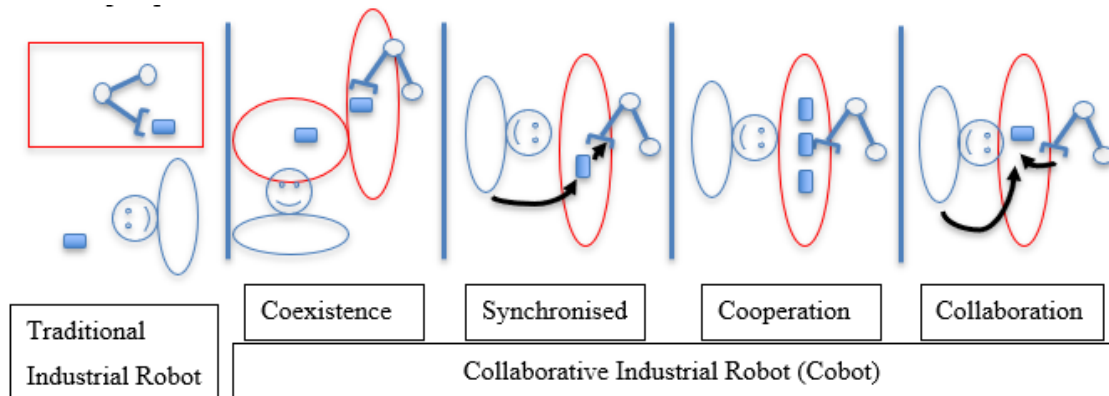 Coexistence
Synchronised
Cooperation
Collaboration
Traditional
Industrial Robot
Collaborative Industrial Robot (Cobot)